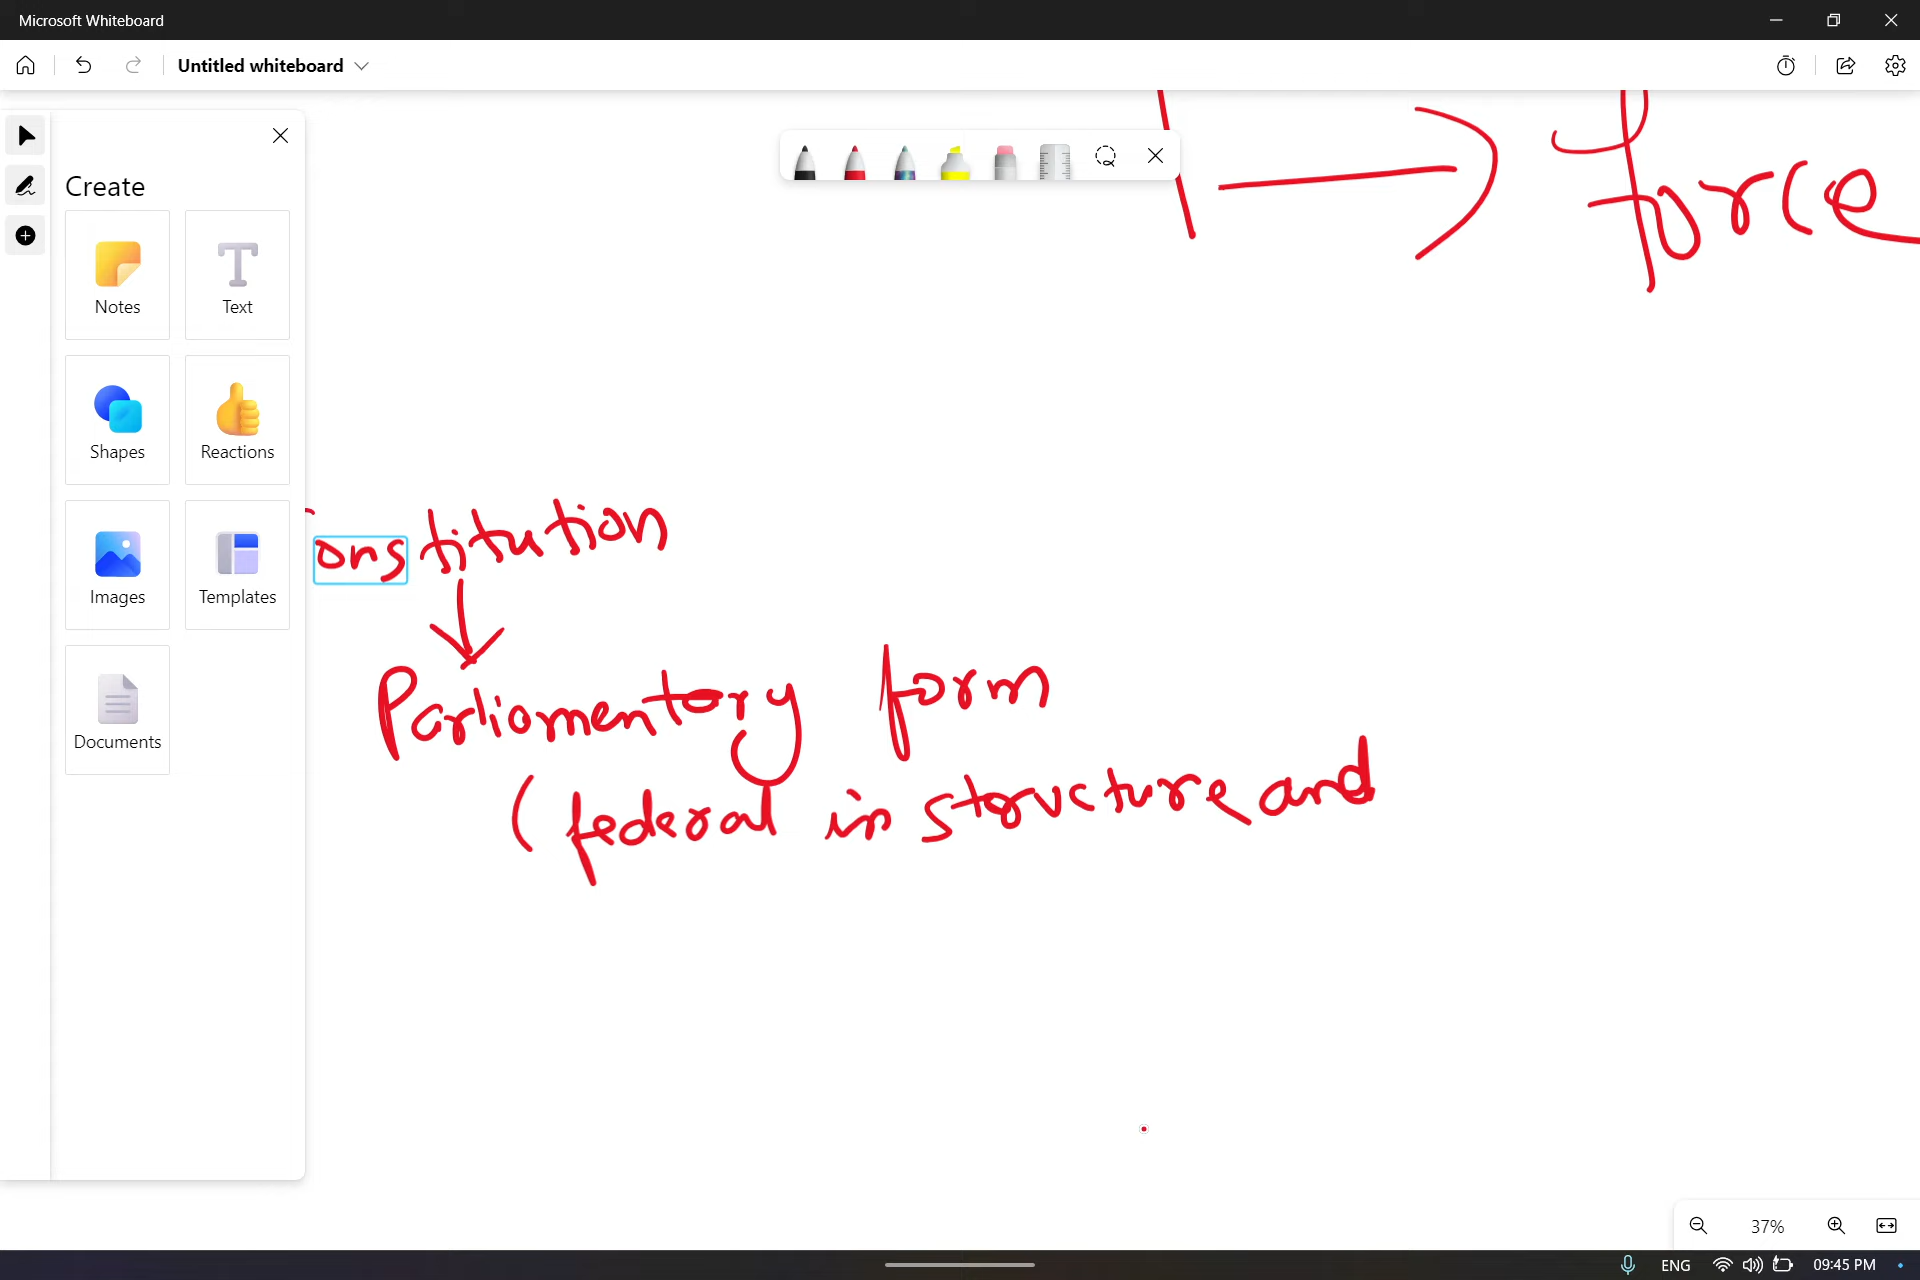 Microsoft Whiteboard
Untitled whiteboard
Create
Notes
Text
Shapes
Reactions
Images
Templates
Documents
force
onstitution
Parliamentory form
(federal in structure and
37%
ENG
09:45 PM